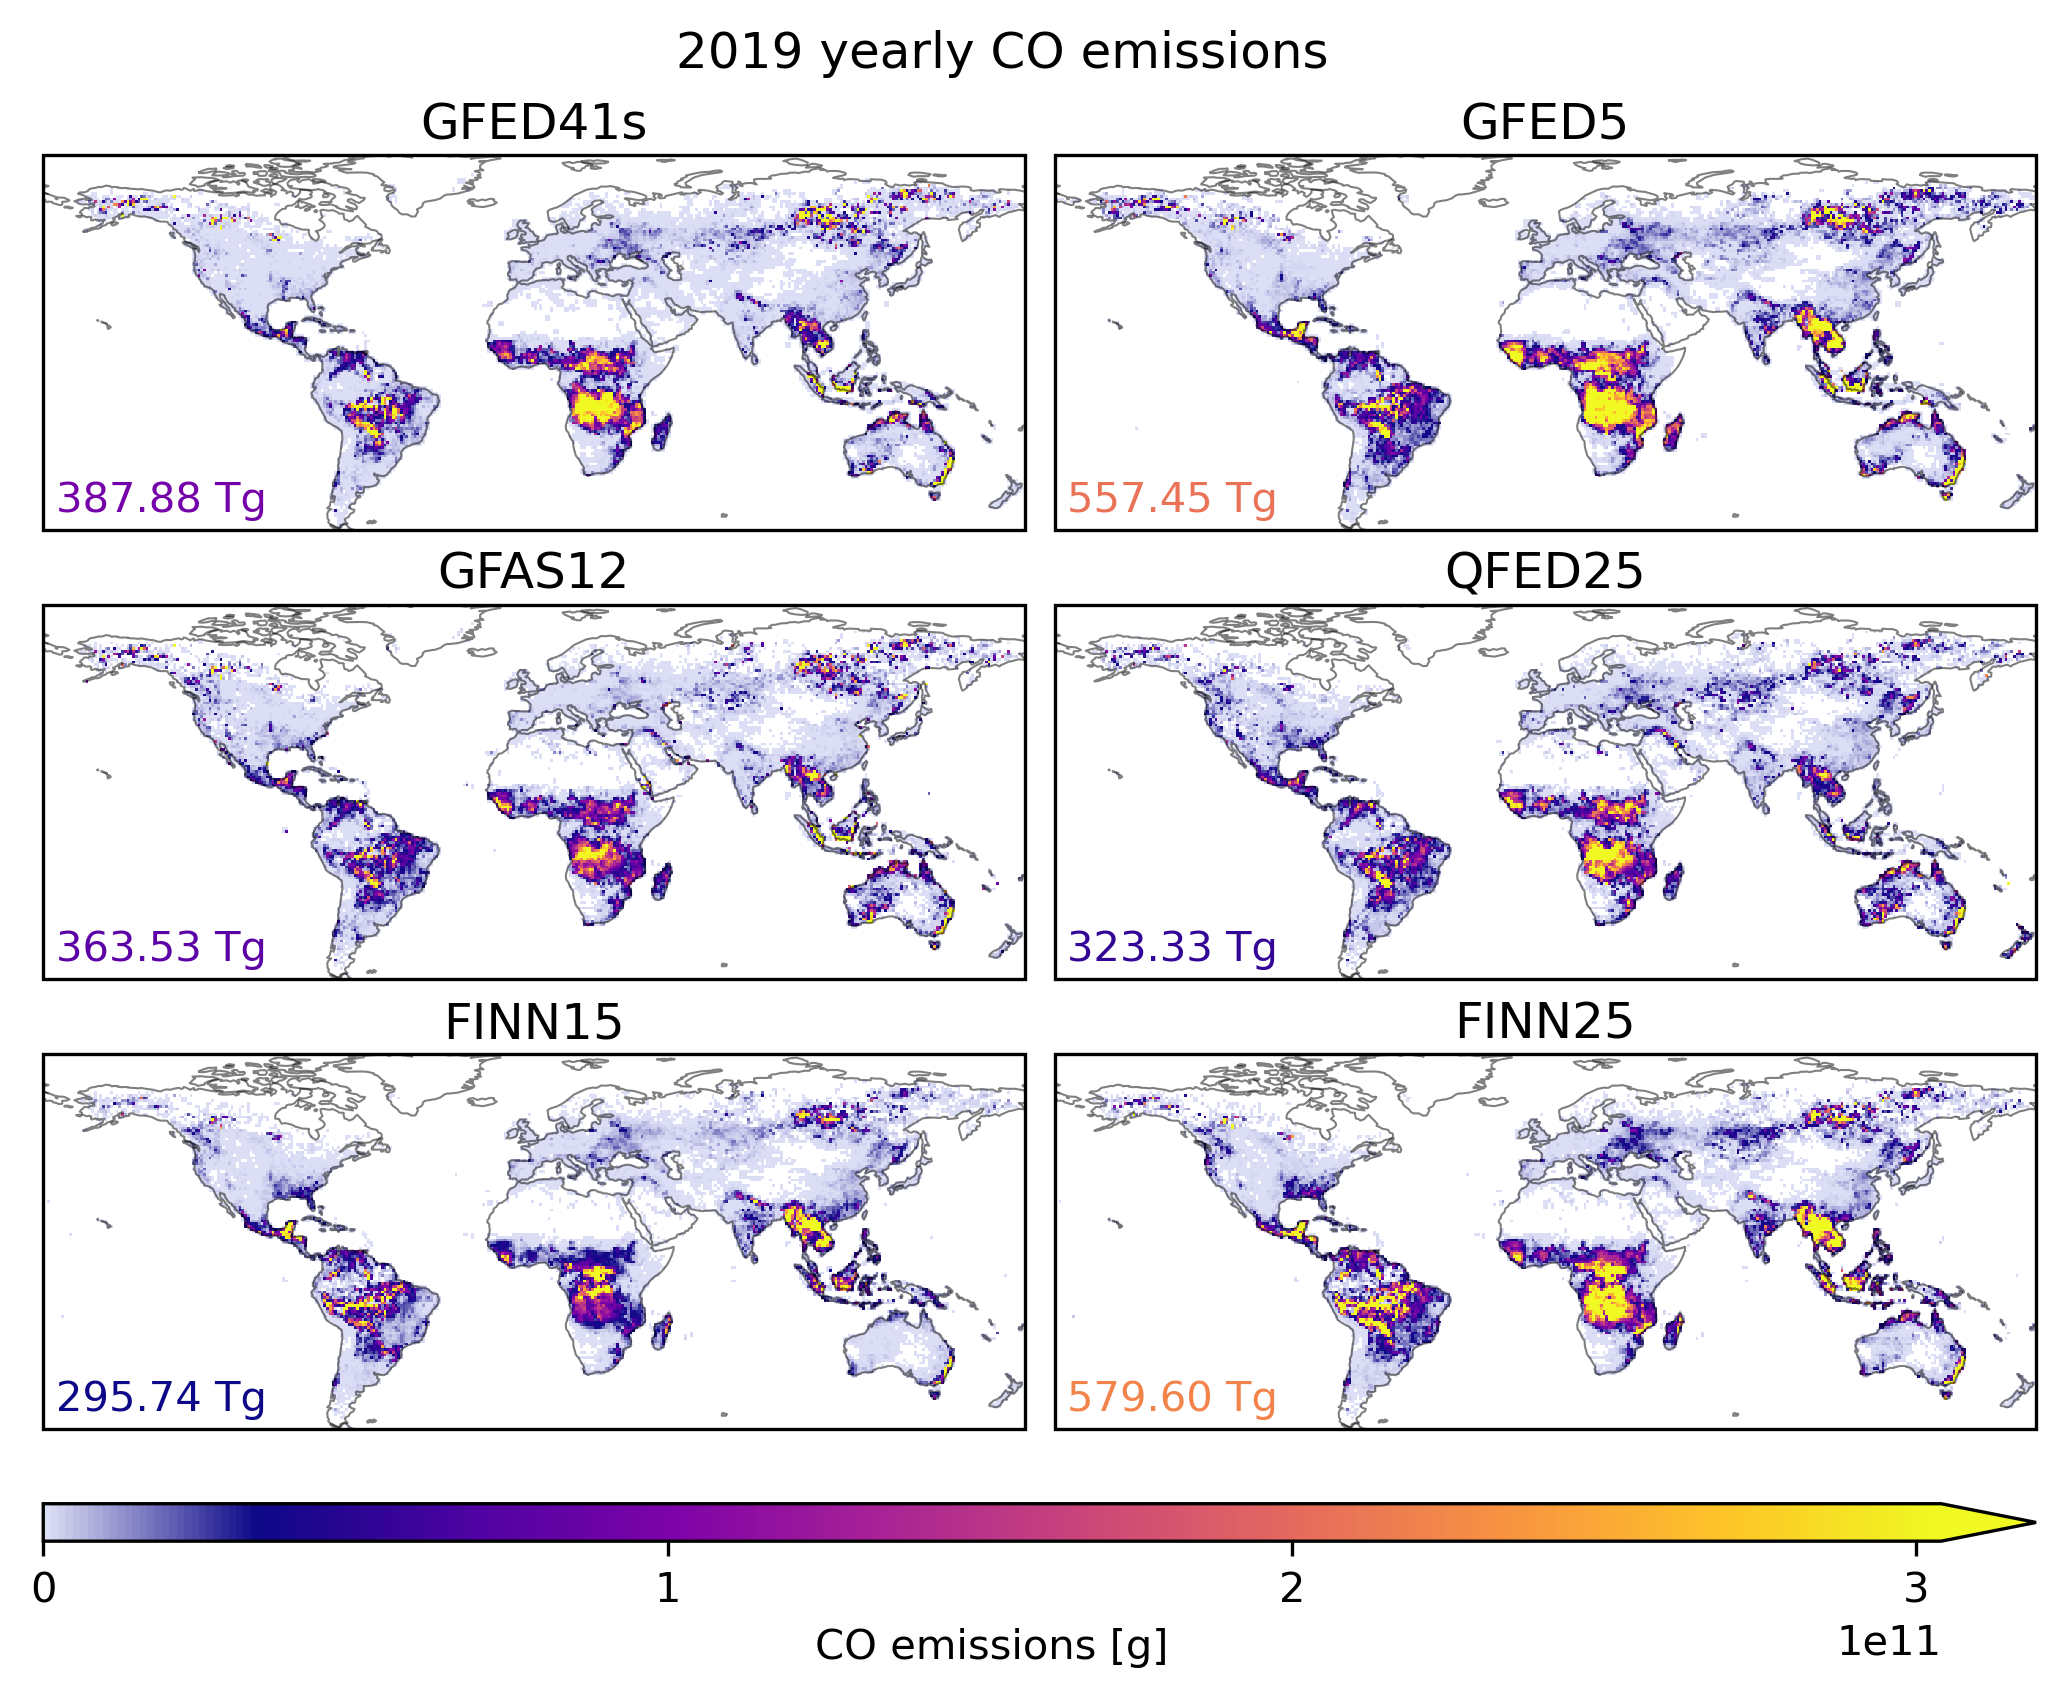 2019 yearly CO emissions
GFED41s
GFED5
387.88 Tg
557.45 Tg
GFAS12
QFED25
363.53 Tg
323.33 Tg
FINN15
FINN25
295.74 Tg
579.60 Tg
0 1 2 3
1e11
CO emissions [g]